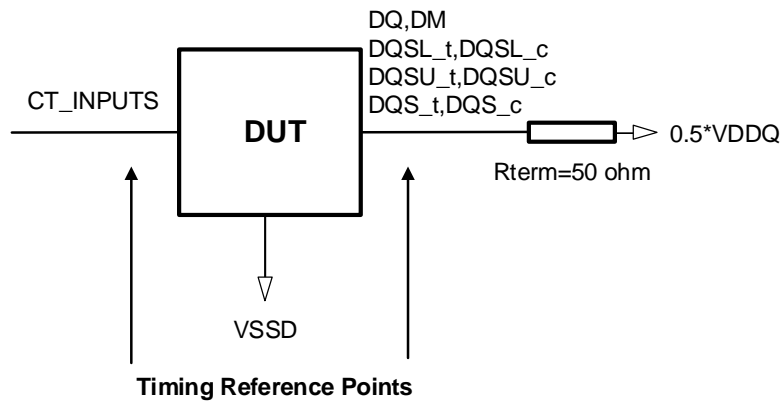 DQ,DM
DQSL_t,DQSL_c
DQSU_t,DQSU_c
DQS_t,DQS_c
CT_INPUTS
DUT
0.5*VDDQ
Rterm=50 ohm
VSSD
Timing Reference Points